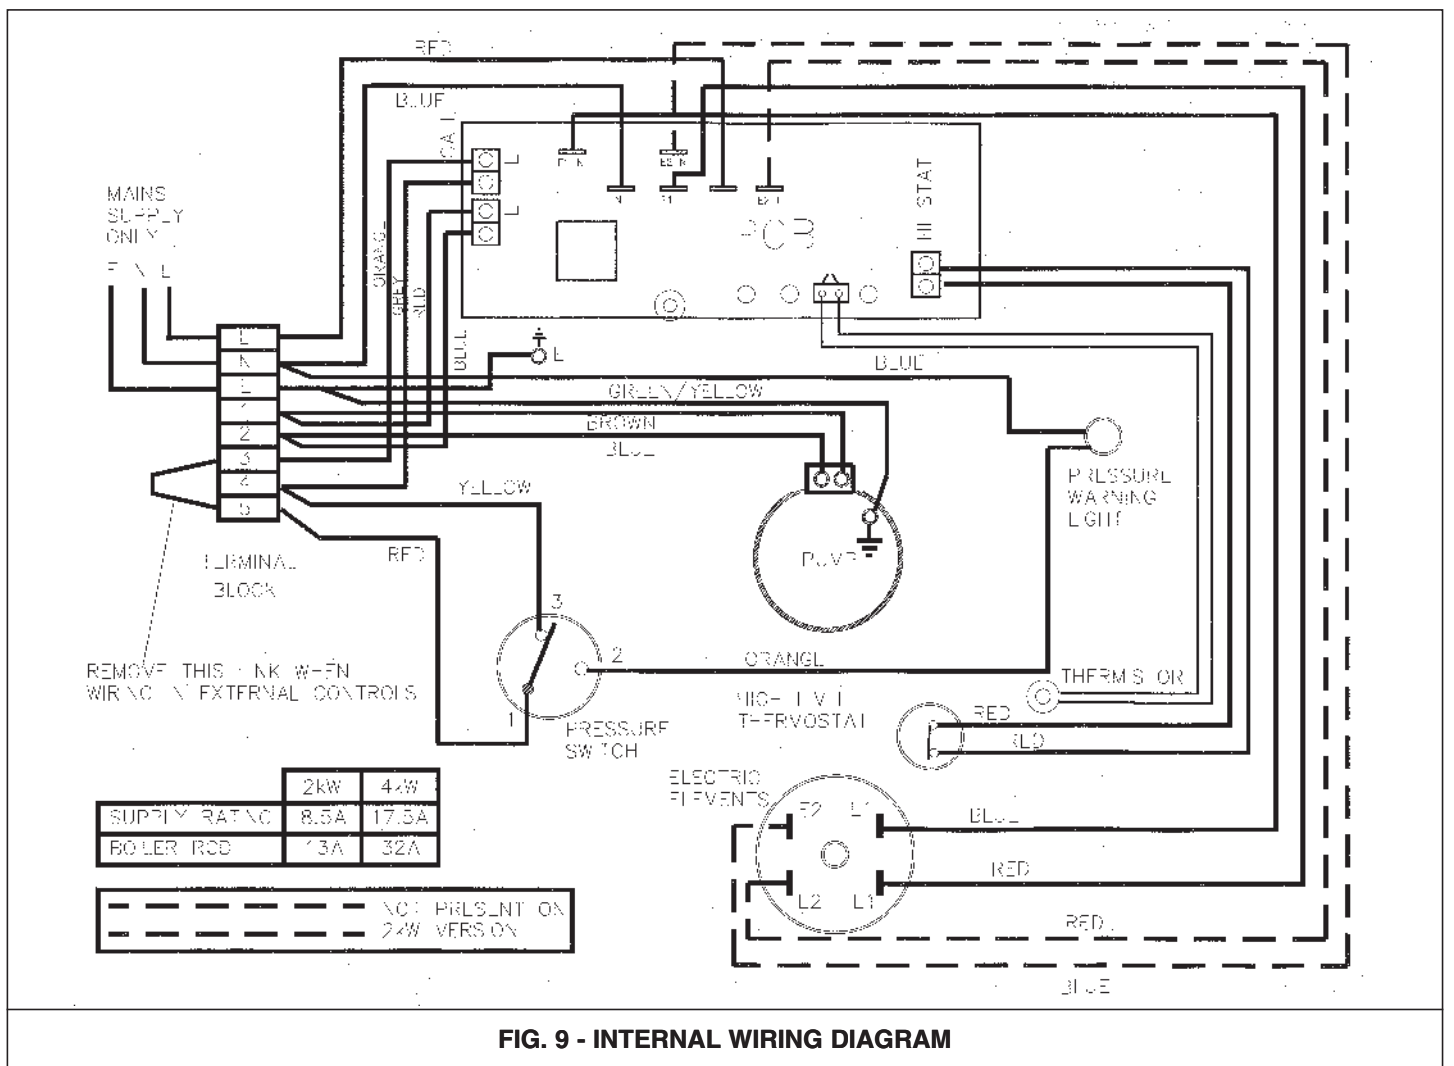 RED
BLUE
MAINS
SUPPLY
ONLY
E N L
L
L
HI STAT
PCB
N
E1
ORANGE
GREY
RED
BLUE
L
N
E
1
2
3
4
5
E
BLUE
GREEN/YELLOW
BROWN
BLUE
YELLOW
RED
TERMINAL
BLOCK
PUMP
PRESSURE
WARNING
LIGHT
3
2
1
ORANGE
REMOVE THIS LINK WHEN
WIRING IN EXTERNAL CONTROLS
PRESSURE
SWITCH
HIGH LIMIT
THERMOSTAT
THERMISTOR
RED
RED
ELECTRIC
ELEMENTS
E2 E1
E2 E1
BLUE
RED
RED
BLUE
2kW 4kW
SUPPLY RATING 8.5A 17.5A
BOILER ROD 13A 32A
NOT PRESENT ON
2kW VERSION
FIG. 9 - INTERNAL WIRING DIAGRAM